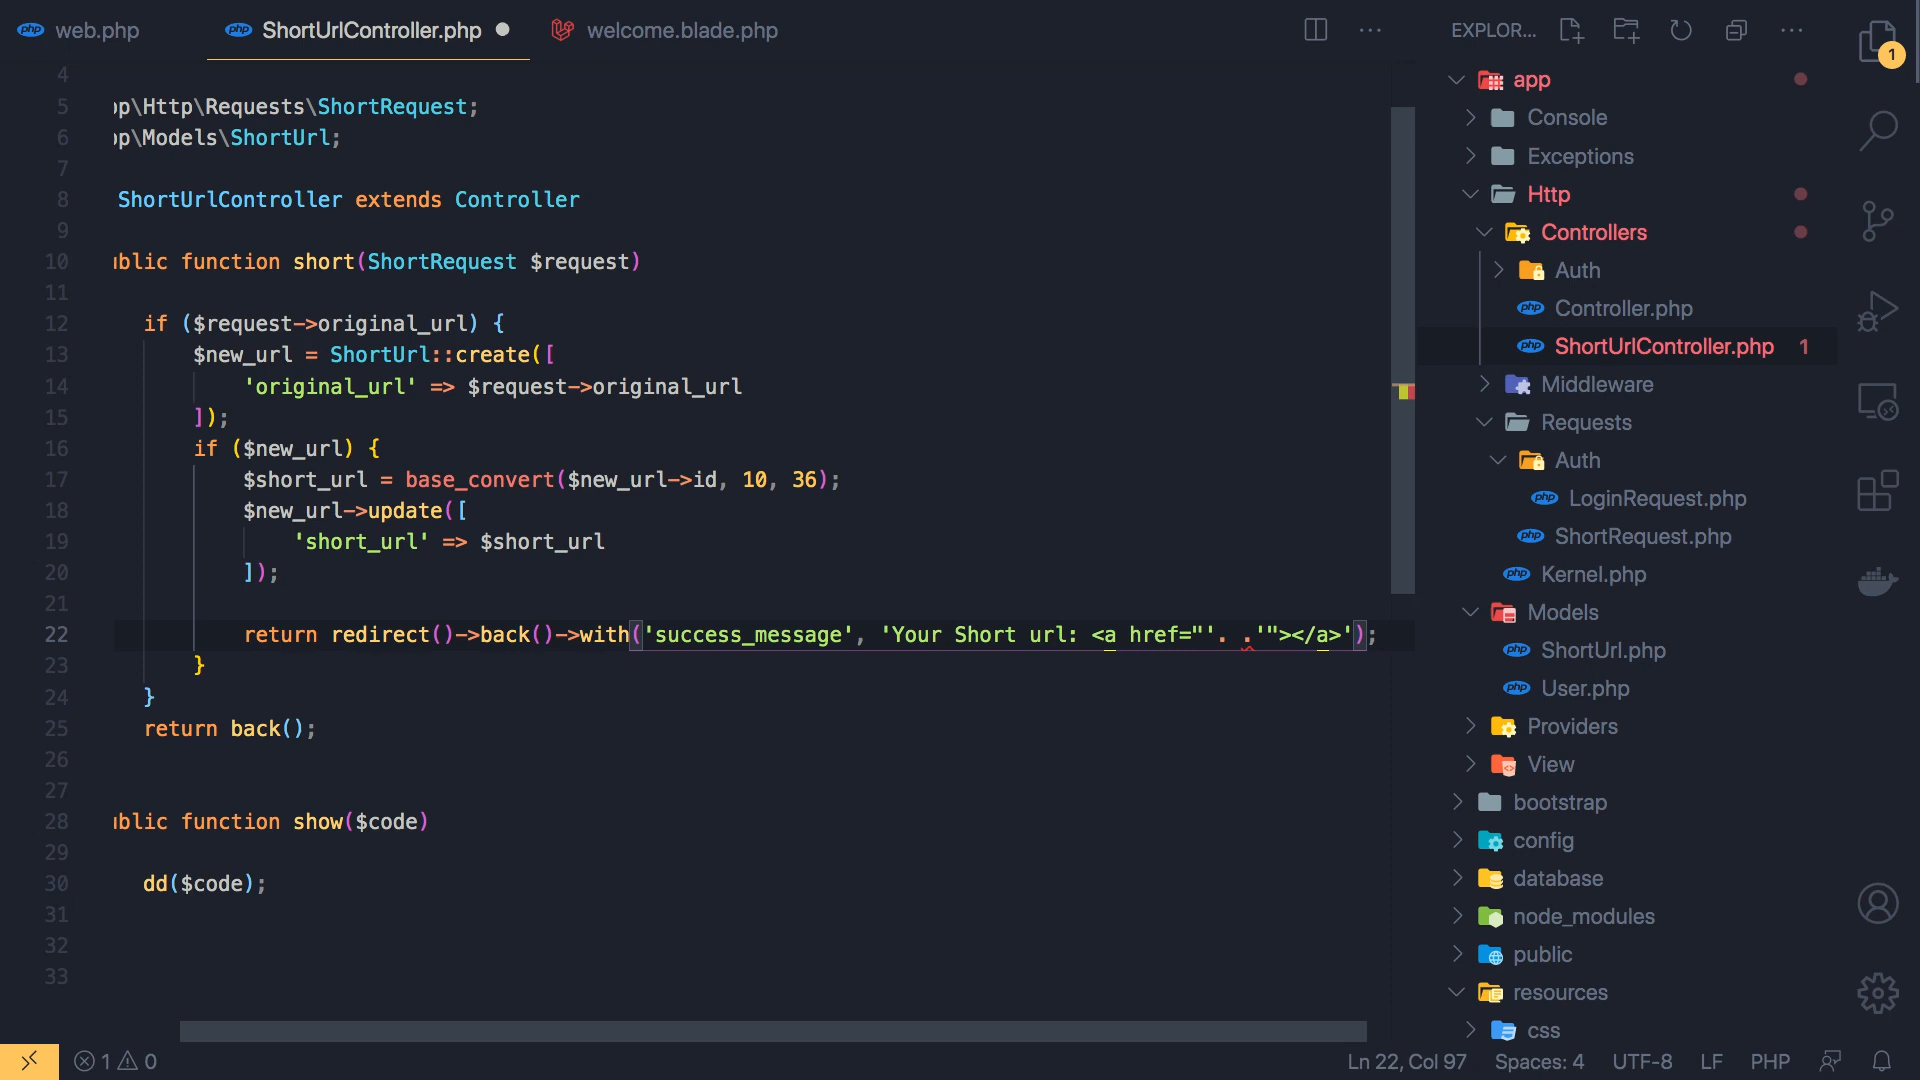 web.php
ShortUrlController.php
welcome.blade.php
EXPLOR...
1
4
5 pp\Http\Requests\ShortRequest;
6 pp\Models\ShortUrl;
7
8 ShortUrlController extends Controller
9
10 ublic function short(ShortRequest $request)
11
12 if ($request->original_url) {
13 $new_url = ShortUrl::create([
14 'original_url' => $request->original_url
15 ]);
16 if ($new_url) {
17 $short_url = base_convert($new_url->id, 10, 36);
18 $new_url->update([
19 'short_url' => $short_url
20 ]);
21
22 return redirect()->back()->with('success_message', 'Your Short url: <a href="'. .'"></a>');
23 }
24 }
25 return back();
26
27
28 ublic function show($code)
29
30 dd($code);
31
32
33
app
Console
Exceptions
Http
Controllers
Auth
Controller.php
ShortUrlController.php 1
Middleware
Requests
Auth
LoginRequest.php
ShortRequest.php
Kernel.php
Models
ShortUrl.php
User.php
Providers
View
bootstrap
config
database
node_modules
public
resources
css
1 0
Ln 22, Col 97 Spaces: 4 UTF-8 LF PHP